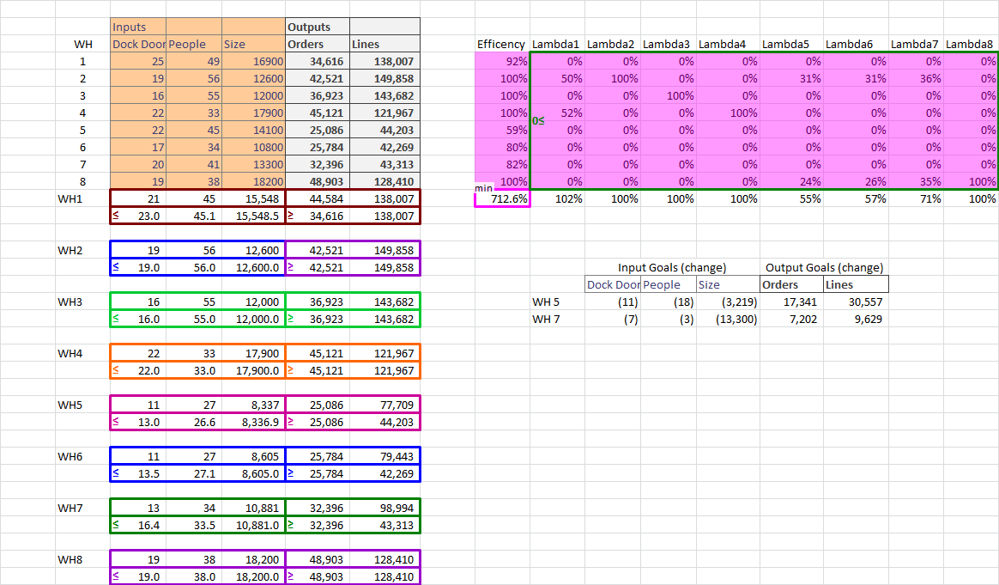 Inputs Outputs
WH Dock Door People Size Orders Lines Efficency Lambda1 Lambda2 Lambda3 Lambda4 Lambda5 Lambda6 Lambda7 Lambda8
1 25 49 16900 34,616 138,007 92% 0% 0% 0% 0% 0% 0% 0% 0%
2 19 56 12600 42,521 149,858 100% 50% 100% 0% 0% 31% 31% 36% 0%
3 16 55 12000 36,923 143,682 100% 0% 0% 100% 0% 0% 0% 0% 0%
4 22 33 17900 45,121 121,967 100% 52% 0% 0% 100% 0% 0% 0% 0%
0≤
5 22 45 14100 25,086 44,203 59% 0% 0% 0% 0% 0% 0% 0% 0%
6 17 34 10800 25,784 42,269 80% 0% 0% 0% 0% 0% 0% 0% 0%
7 20 41 13300 32,396 43,313 82% 0% 0% 0% 0% 0% 0% 0% 0%
8 19 38 18200 48,903 128,410 100% 0% 0% 0% 0% 24% 26% 35% 100%
min
WH1 21 45 15,548 44,584 138,007 712.6% 102% 100% 100% 100% 55% 57% 71% 100%
≤ 23.0 45.1 15,548.5 ≥ 34,616 138,007
WH2 19 56 12,600 42,521 149,858
Input Goals (change) Output Goals (change)
≤ 19.0 56.0 12,600.0 ≥ 42,521 149,858
Dock Door People Size Orders Lines
WH3 16 55 12,000 36,923 143,682 WH 5 (11) (18) (3,219) 17,341 30,557
≤ 16.0 55.0 12,000.0 ≥ 36,923 143,682 WH 7 (7) (3) (13,300) 7,202 9,629
WH4 22 33 17,900 45,121 121,967
≤ 22.0 33.0 17,900.0 ≥ 45,121 121,967
WH5 11 27 8,337 25,086 77,709
≤ 13.0 26.6 8,336.9 ≥ 25,086 44,203
WH6 11 27 8,605 25,784 79,443
≤ 13.5 27.1 8,605.0 ≥ 25,784 42,269
WH7 13 34 10,881 32,396 98,994
≤ 16.4 33.5 10,881.0 ≥ 32,396 43,313
WH8 19 38 18,200 48,903 128,410
≤ 19.0 38.0 18,200.0 ≥ 48,903 128,410